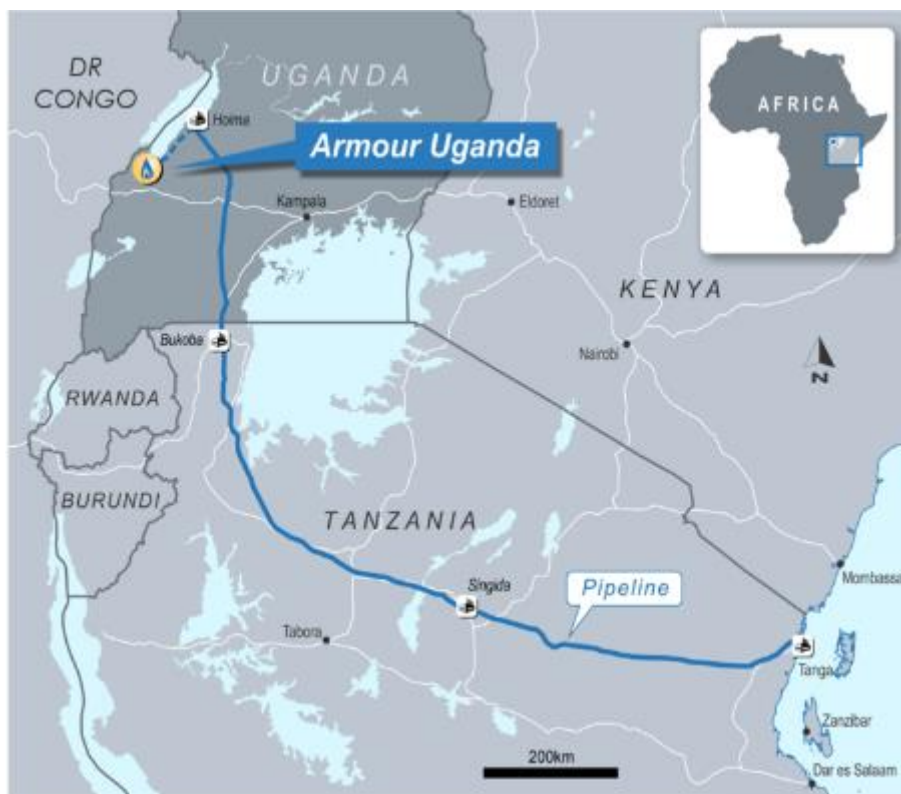 DR
CONGO
UGANDA
Hoima
AFRICA
Armour Uganda
Kampala
Eldoret
KENYA
Bukoba
Nairobi
N
RWANDA
BURUNDI
TANZANIA
Singida
Pipeline
Mombassa
Tabora
Tanga
Zanzibar
200km
Dar es Salaam